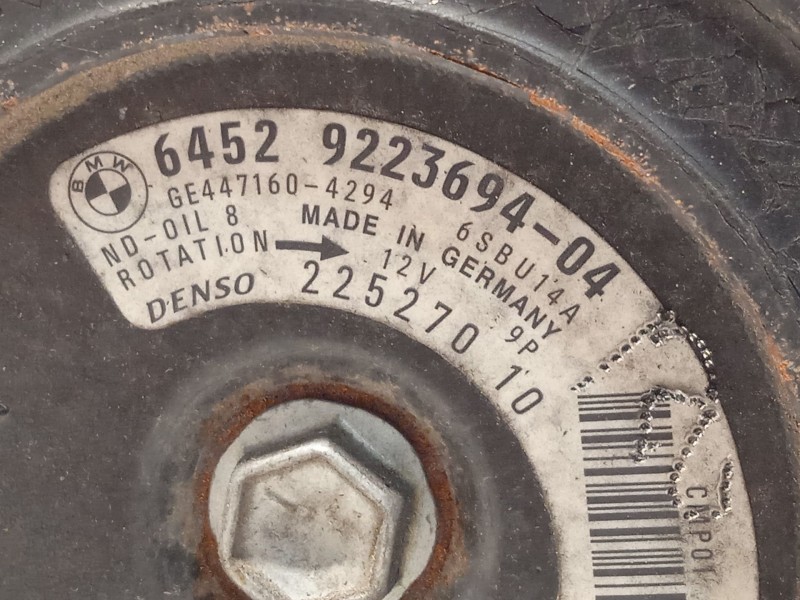 BMW
6452 9223694-04
GE447160-4294 6SBU14A
ND-OIL 8 MADE IN GERMANY 9P
ROTATION → 12V
DENSO 225270 10
CMP01